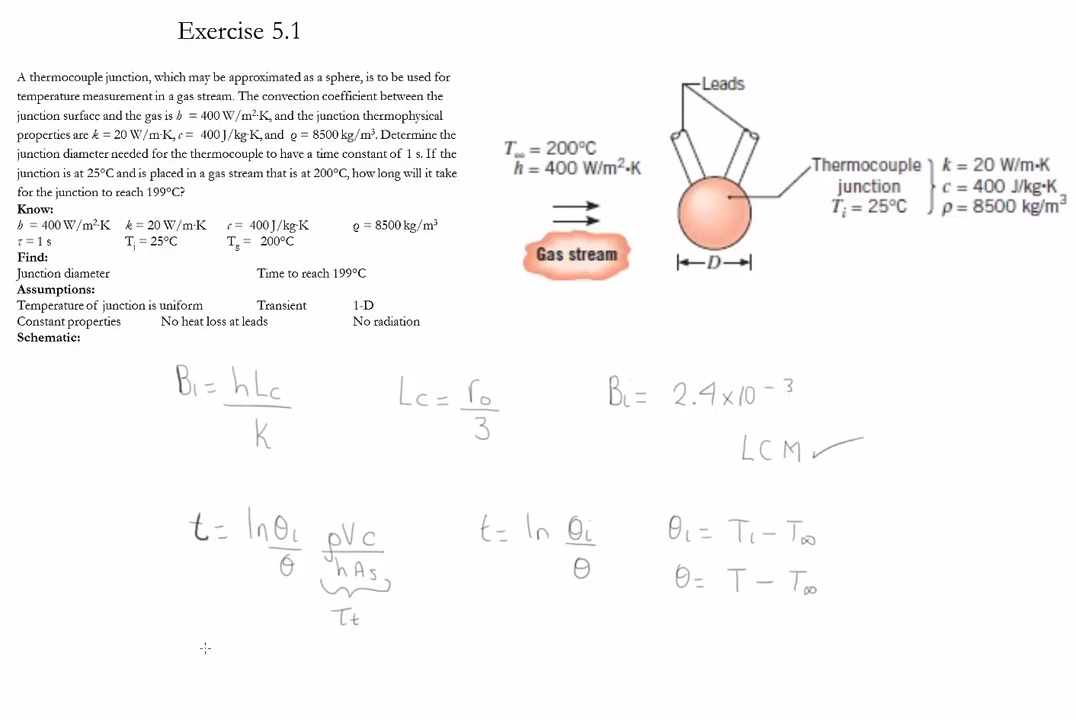 Exercise 5.1
A thermocouple junction, which may be approximated as a sphere, is to be used for
temperature measurement in a gas stream. The convection coefficient between the
junction surface and the gas is h = 400 W/m²·K, and the junction thermophysical
properties are k = 20 W/m·K, c = 400 J/kg·K, and ϱ = 8500 kg/m³. Determine the
junction diameter needed for the thermocouple to have a time constant of 1 s. If the
junction is at 25°C and is placed in a gas stream that is at 200°C, how long will it take
for the junction to reach 199°C?
Know:
h = 400 W/m²·K k = 20 W/m·K c = 400 J/kg·K ϱ = 8500 kg/m³
τ = 1 s Tj = 25°C Tg = 200°C
Find:
Junction diameter Time to reach 199°C
Assumptions:
Temperature of junction is uniform Transient 1-D
Constant properties No heat loss at leads No radiation
Schematic:
Leads
T∞ = 200°C
h = 400 W/m²•K
Gas stream
Thermocouple
junction
Ti = 25°C
k = 20 W/m•K
c = 400 J/kg•K
ρ = 8500 kg/m³
D
Bi = hLc / k Lc = ro / 3 Bi = 2.4 x 10⁻³
LCM ✓
t = ln θi / θ ρVc / hAs t = ln θi / θ θi = Ti - T∞
θ = T - T∞
τt